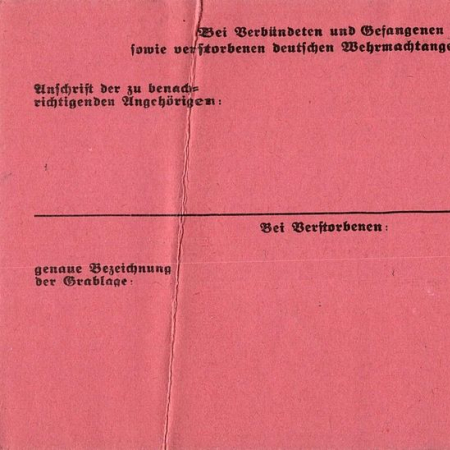 Bei Verbündeten und Gefangenen
sowie verstorbenen deutschen Wehrmachtange
Anschrift der zu benach=
richtigenden Angehörigen:
Bei Verstorbenen:
genaue Bezeichnung
der Grablage: